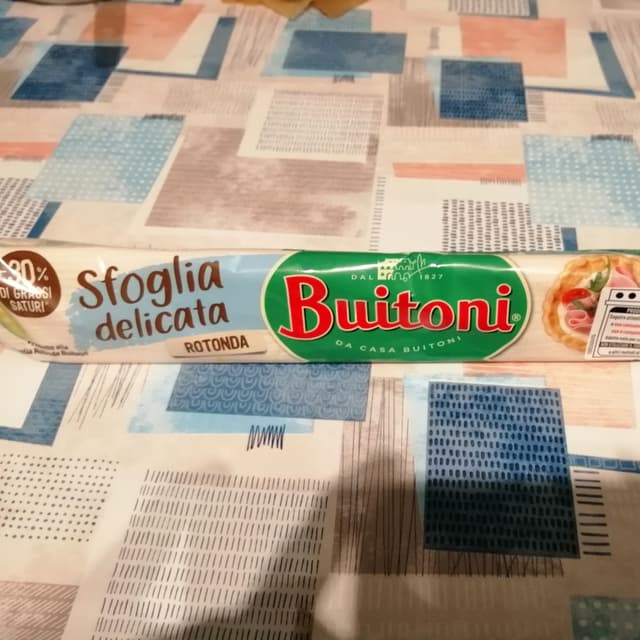 -30%
DI GRASSI
SATURI*
Sfoglia
delicata
ROTONDA
DAL 1827
Buitoni®
DA CASA BUITONI